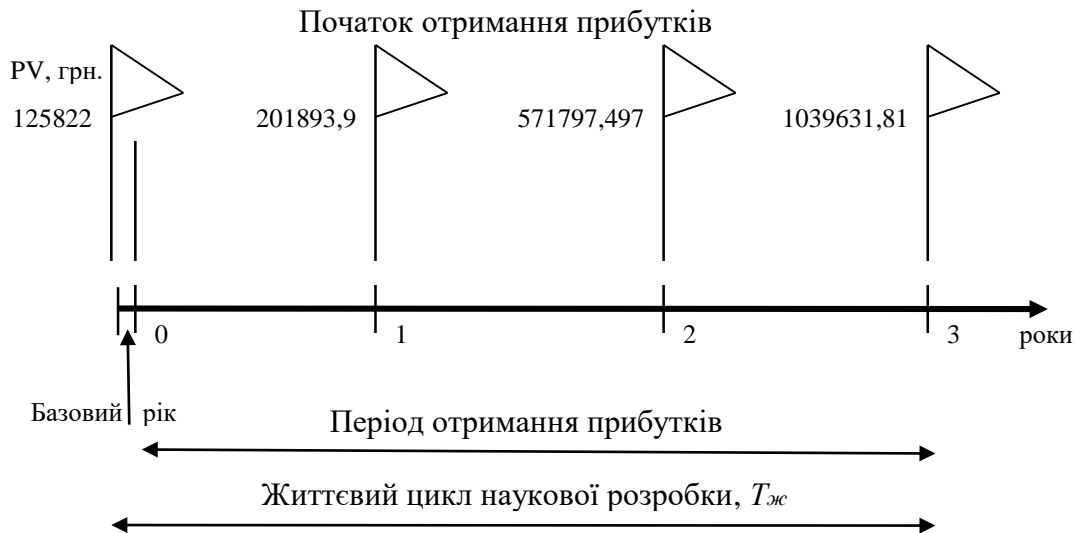 Початок отримання прибутків
PV, грн.
125822 201893,9 571797,497 1039631,81
0 1 2 3 роки
Базовий рік
Період отримання прибутків
Життєвий цикл наукової розробки, Tж